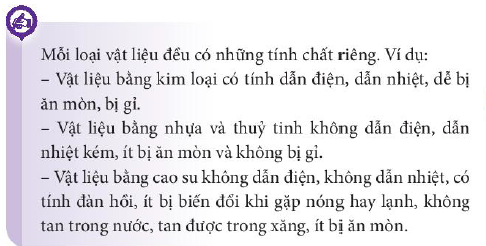 Mỗi loại vật liệu đều có những tính chất riêng. Ví dụ:
– Vật liệu bằng kim loại có tính dẫn điện, dẫn nhiệt, dễ bị
ăn mòn, bị gỉ.
– Vật liệu bằng nhựa và thuỷ tinh không dẫn điện, dẫn
nhiệt kém, ít bị ăn mòn và không bị gỉ.
– Vật liệu bằng cao su không dẫn điện, không dẫn nhiệt, có
tính đàn hồi, ít bị biến đổi khi gặp nóng hay lạnh, không
tan trong nước, tan được trong xăng, ít bị ăn mòn.